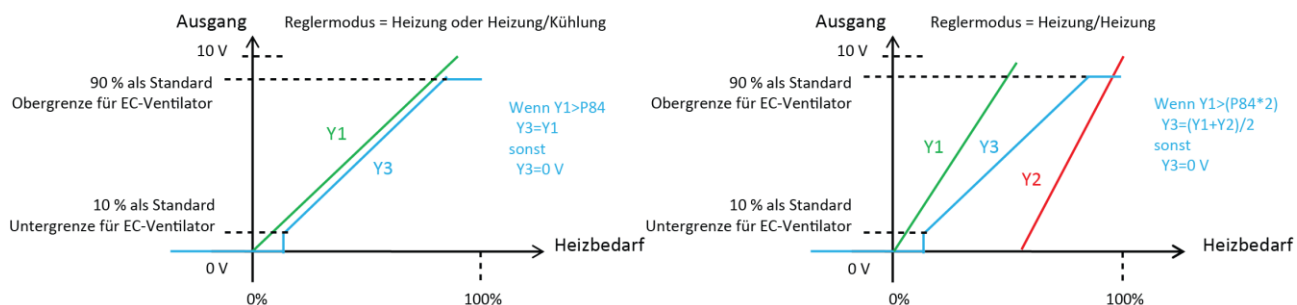 Ausgang
Reglermodus = Heizung oder Heizung/Kühlung
10 V
90 % als Standard
Obergrenze für EC-Ventilator
Wenn Y1>P84
Y3=Y1
sonst
Y3=0 V
Y1
Y3
10 % als Standard
Untergrenze für EC-Ventilator
Heizbedarf
0 V
0%
100%
Ausgang
Reglermodus = Heizung/Heizung
10 V
90 % als Standard
Obergrenze für EC-Ventilator
Wenn Y1>(P84*2)
Y3=(Y1+Y2)/2
sonst
Y3=0 V
Y1
Y3
Y2
10 % als Standard
Untergrenze für EC-Ventilator
Heizbedarf
0 V
0%
100%